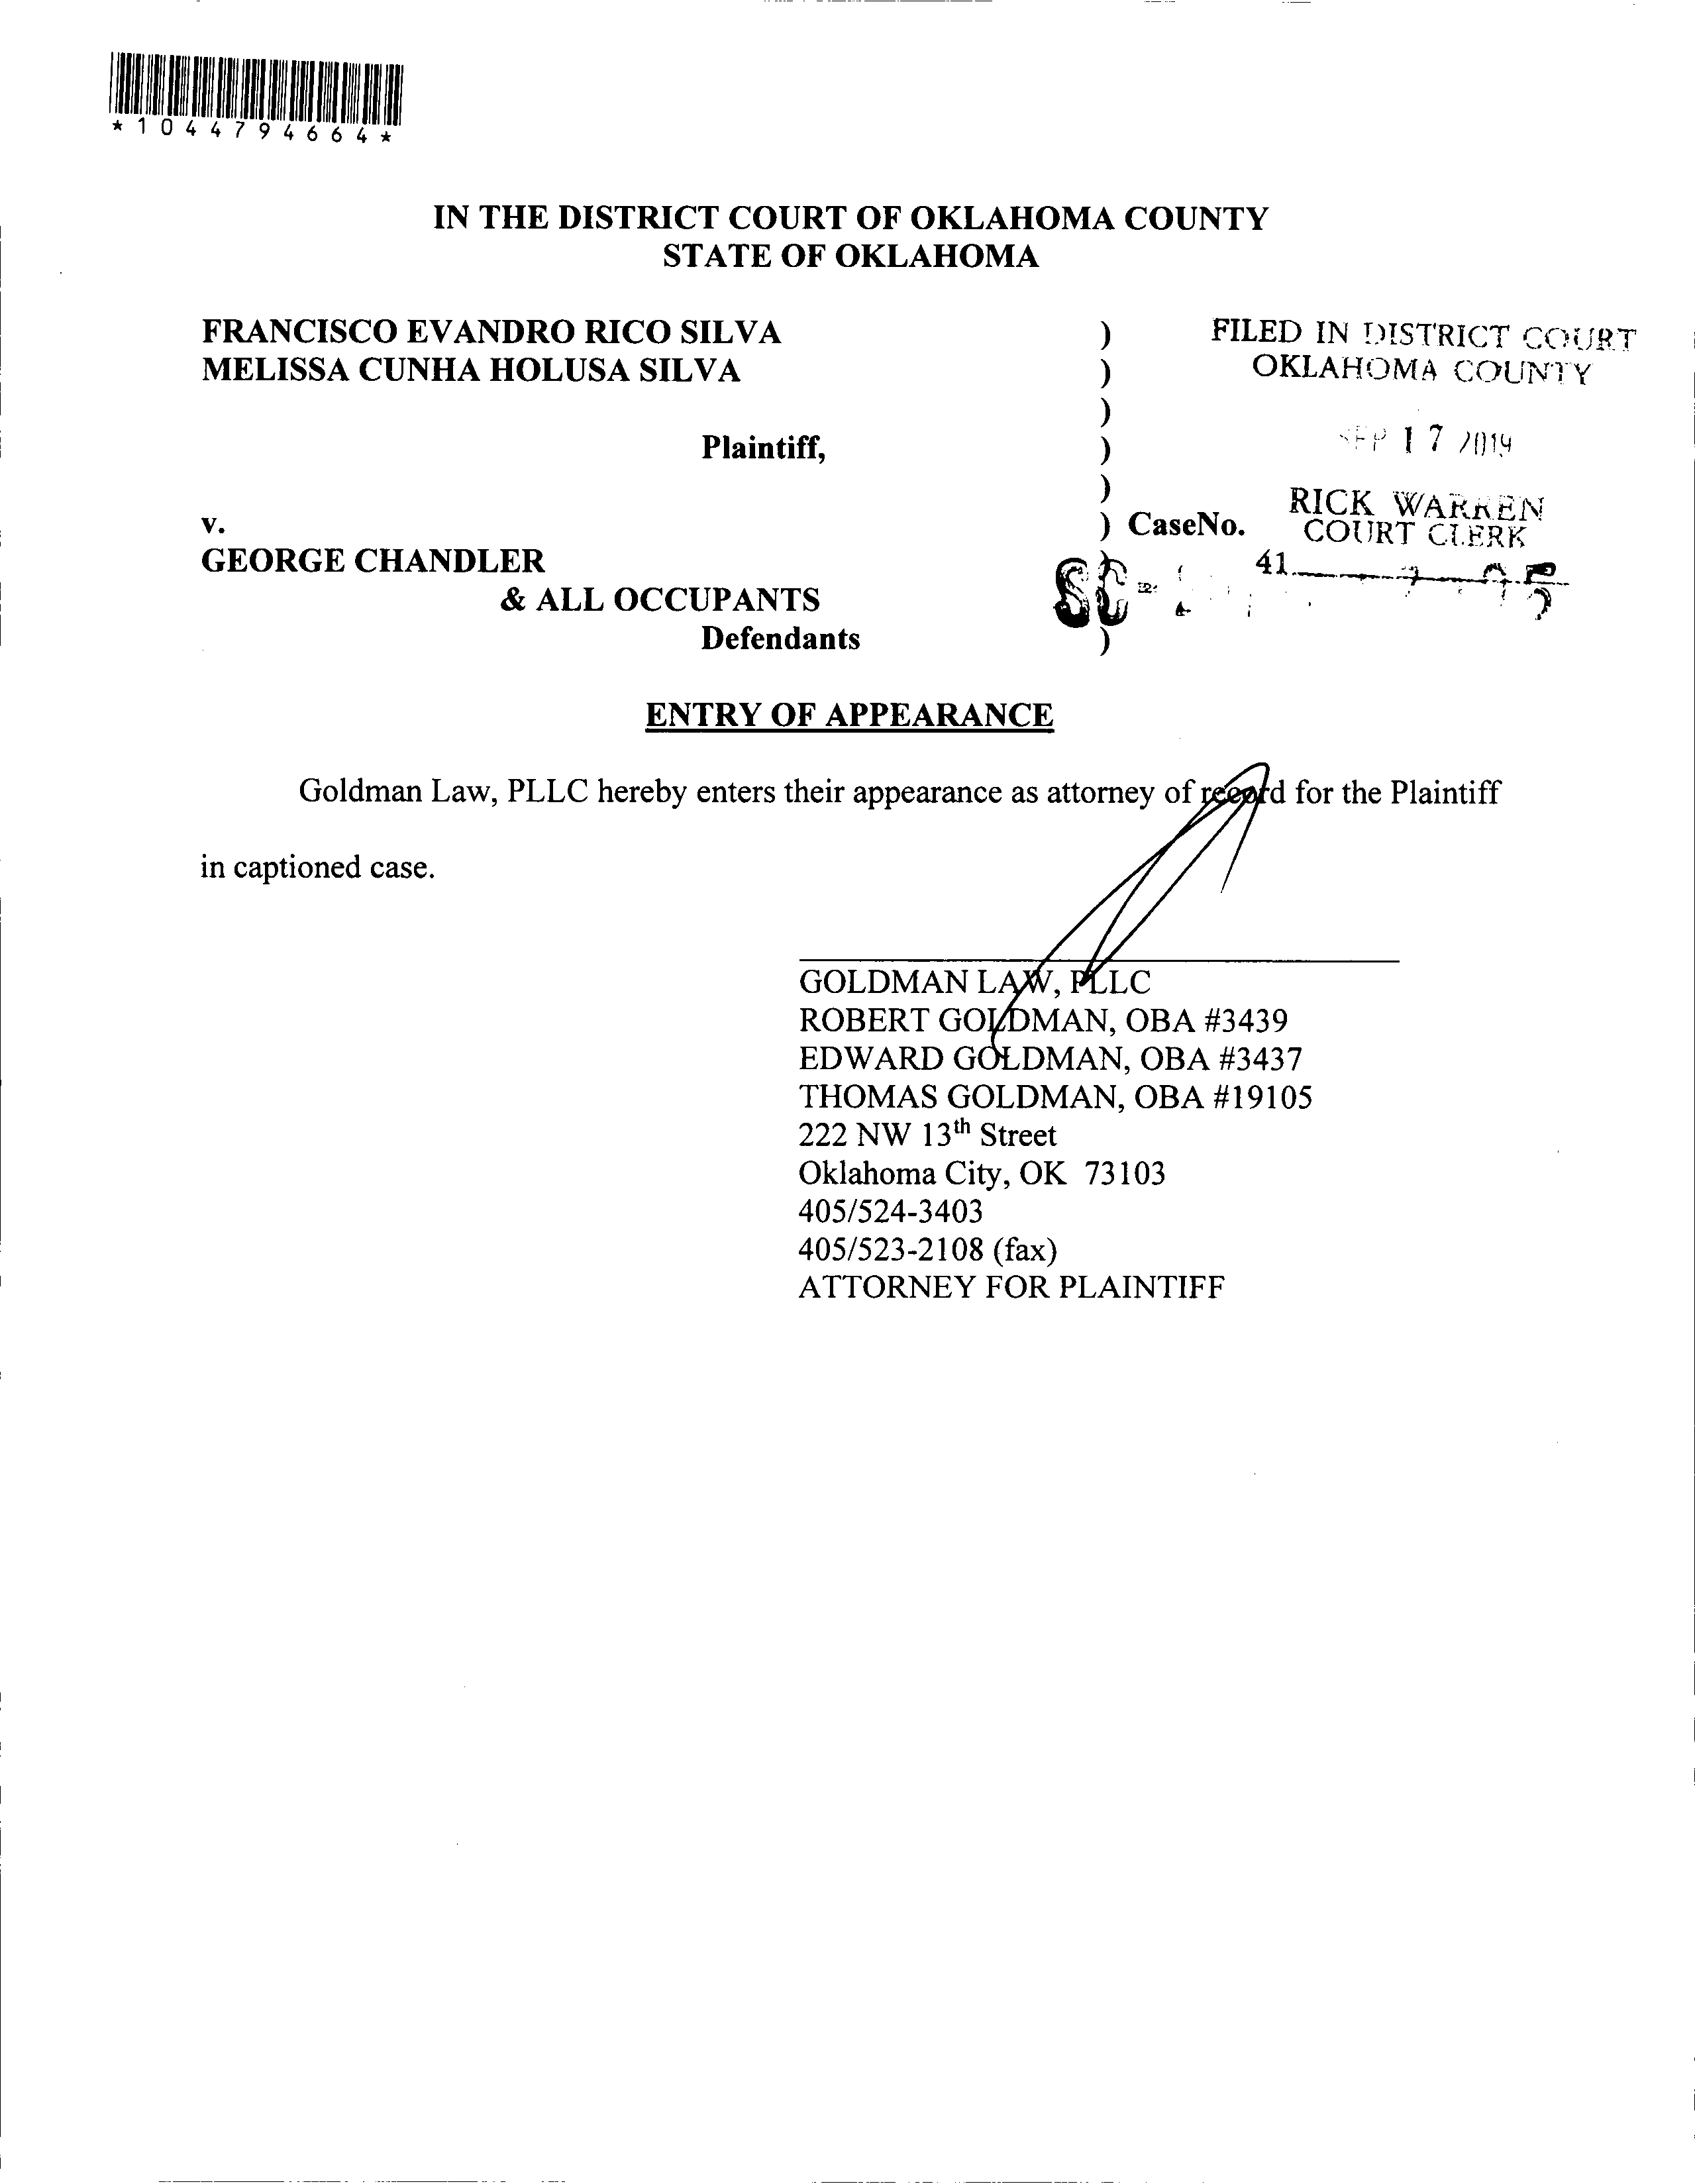 *1044794664*
IN THE DISTRICT COURT OF OKLAHOMA COUNTY
STATE OF OKLAHOMA
FRANCISCO EVANDRO RICO SILVA
MELISSA CUNHA HOLUSA SILVA
)
)
)
)
)
)
)
)
FILED IN DISTRICT COURT
OKLAHOMA COUNTY
Plaintiff,
SEP 17 2019
RICK WARREN
COURT CLERK
41
v.
CaseNo.
GEORGE CHANDLER
& ALL OCCUPANTS
Defendants
SC
ENTRY OF APPEARANCE
Goldman Law, PLLC hereby enters their appearance as attorney of record for the Plaintiff
in captioned case.
GOLDMAN LAW, PLLC
ROBERT GOLDMAN, OBA #3439
EDWARD GOLDMAN, OBA #3437
THOMAS GOLDMAN, OBA #19105
222 NW 13th Street
Oklahoma City, OK 73103
405/524-3403
405/523-2108 (fax)
ATTORNEY FOR PLAINTIFF